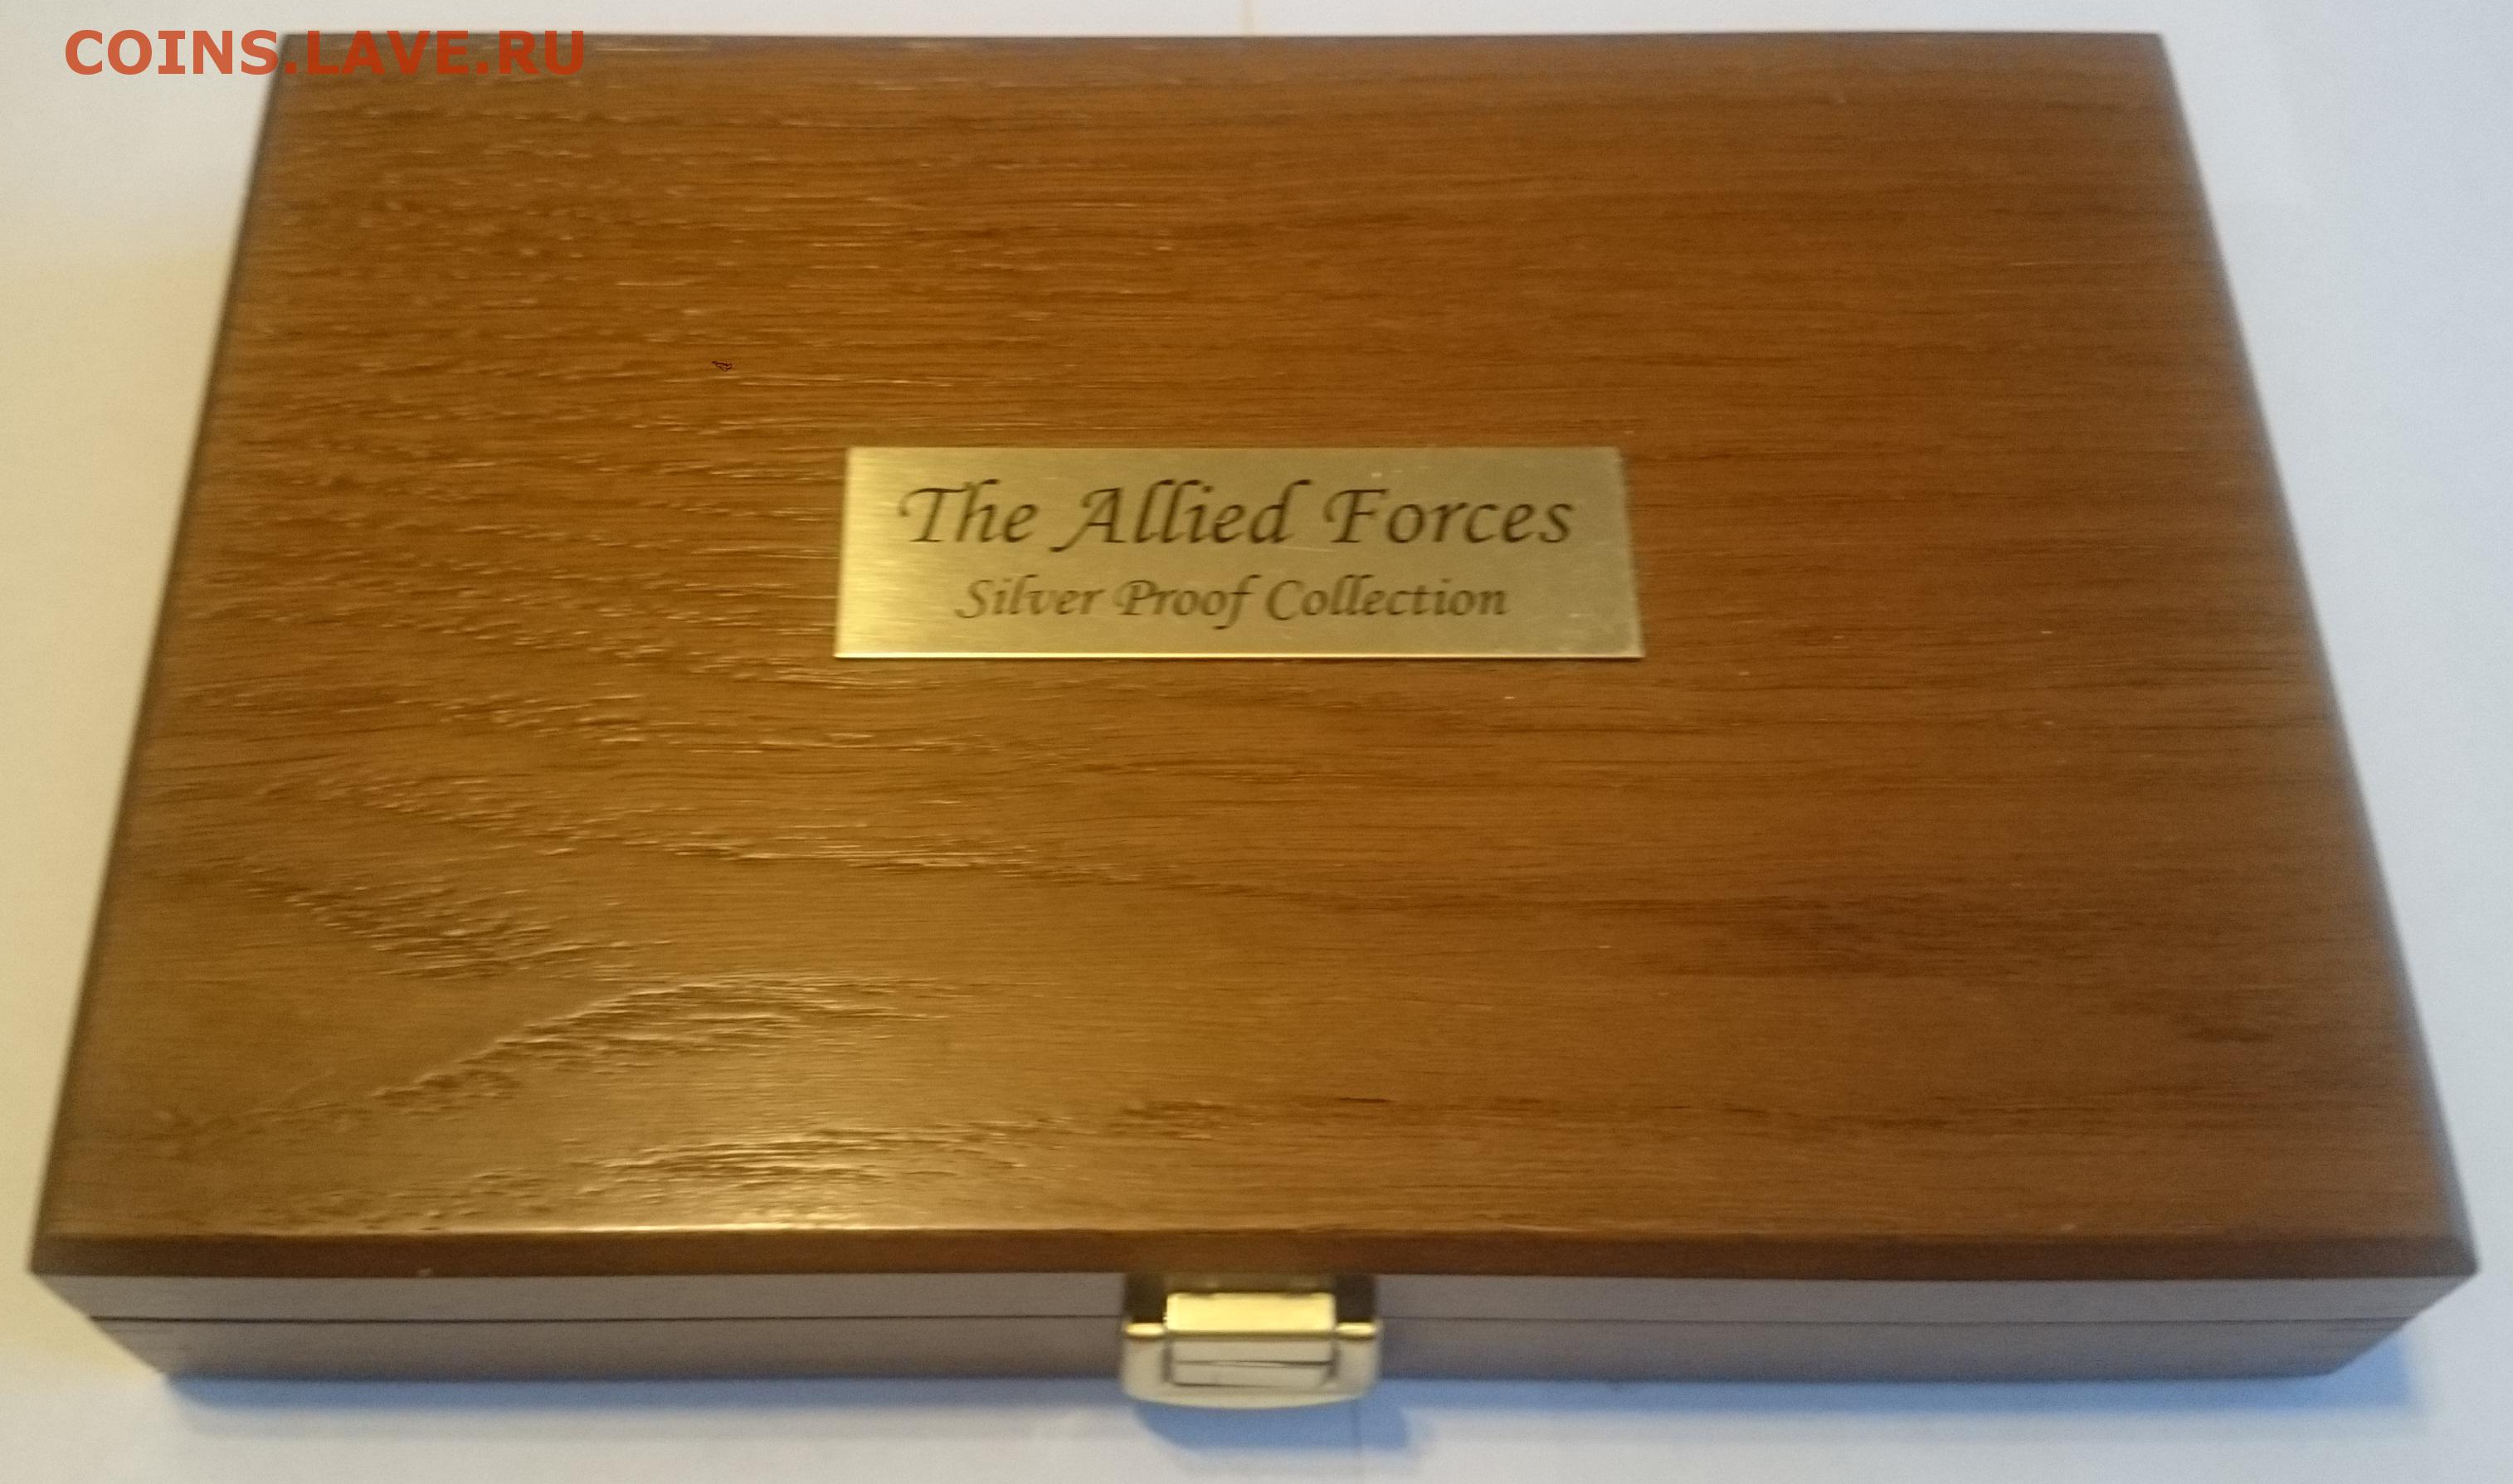 COINS.LAVE.RU
The Allied Forces
Silver Proof Collection